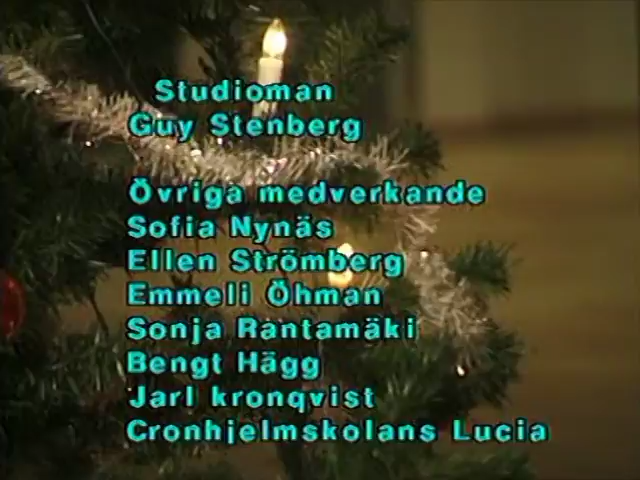 Studioman
Guy Stenberg
Övriga medverkande
Sofia Nynäs
Ellen Strömberg
Emmeli Öhman
Sonja Rantamäki
Bengt Hägg
Jarl kronqvist
Cronhjelmskolans Lucia